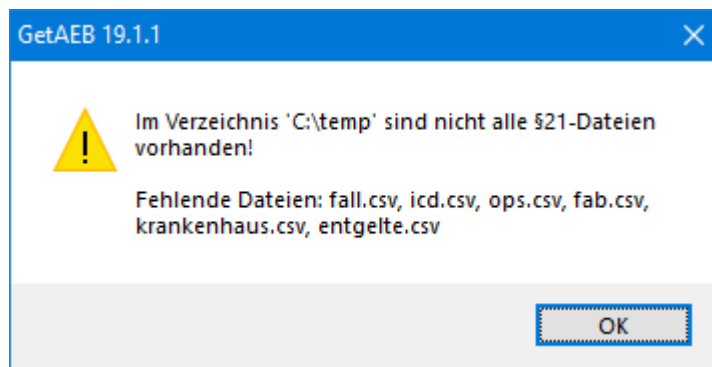 GetAEB 19.1.1
Im Verzeichnis 'C:\temp' sind nicht alle §21-Dateien
vorhanden!
Fehlende Dateien: fall.csv, icd.csv, ops.csv, fab.csv,
krankenhaus.csv, entgelte.csv
OK